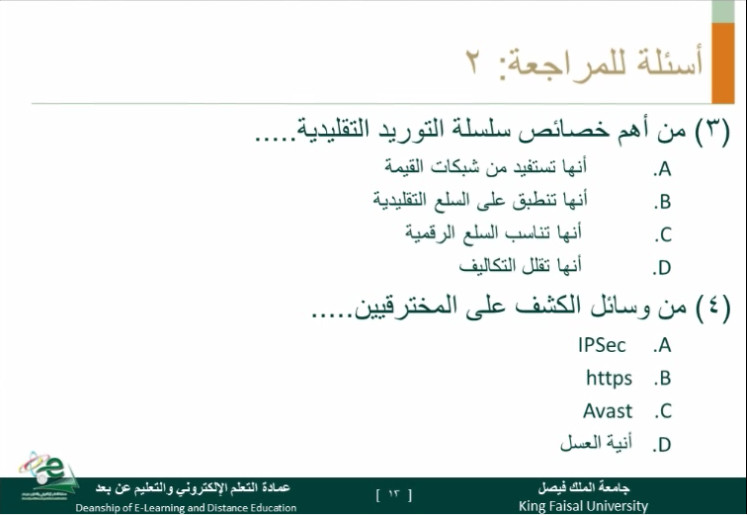 أسئلة للمراجعة: ٢
(٣) من أهم خصائص سلسلة التوريد التقليدية.....
A. أنها تستفيد من شبكات القيمة
B. أنها تنطبق على السلع التقليدية
C. أنها تناسب السلع الرقمية
D. أنها تقلل التكاليف
(٤) من وسائل الكشف على المخترقيين.....
A. IPSec
B. https
C. Avast
D. أنية العسل
جامعة الملك فيصل
King Faisal University
[ ١٣ ]
عمادة التعلم الإلكتروني والتعليم عن بعد
Deanship of E-Learning and Distance Education